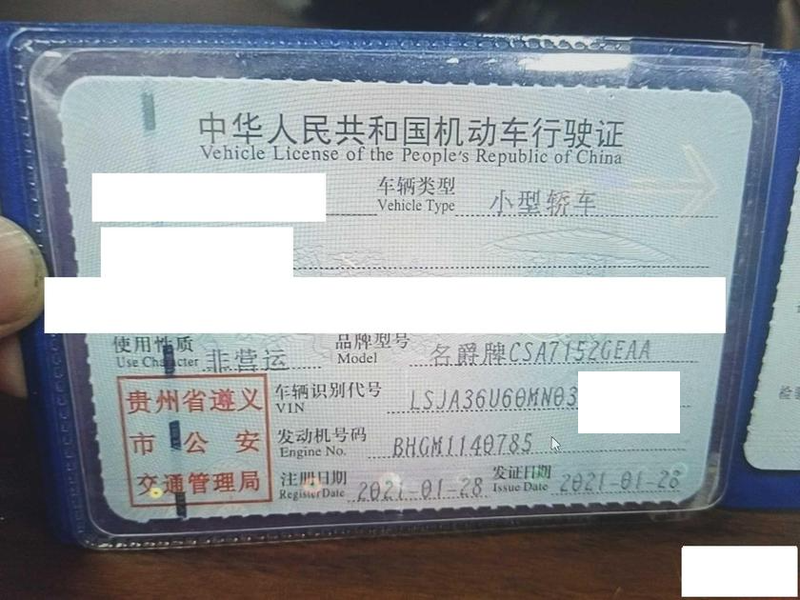 中华人民共和国机动车行驶证
Vehicle License of the People's Republic of China
车辆类型 小型轿车
Vehicle Type
使用性质 非营运
Use Character
品牌型号 名爵牌CSA7152GEAA
Model
贵州省遵义
市公安
交通管理局
车辆识别代号 LSJA36U60MN03
VIN
发动机号码 BHGM1140785
Engine No.
注册日期 2021-01-28
Register Date
发证日期 2021-01-28
Issue Date